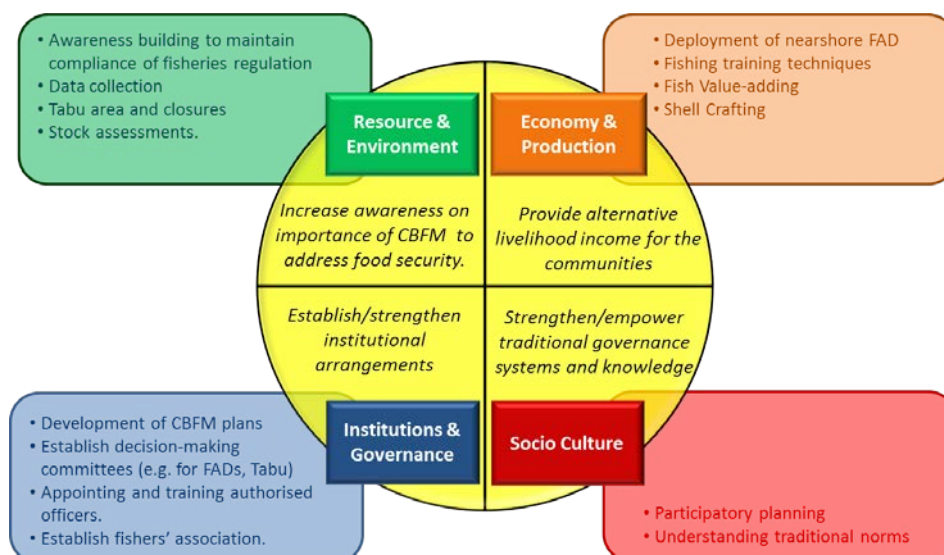 • Awareness building to maintain
compliance of fisheries regulation
• Data collection
• Tabu area and closures
• Stock assessments.
• Deployment of nearshore FAD
• Fishing training techniques
• Fish Value-adding
• Shell Crafting
Resource &
Environment
Economy &
Production
Increase awareness on
importance of CBFM to
address food security.
Provide alternative
livelihood income for the
communities
Establish/strengthen
institutional
arrangements
Strengthen/empower
traditional governance
systems and knowledge
Institutions &
Governance
Socio Culture
• Development of CBFM plans
• Establish decision-making
committees (e.g. for FADs, Tabu)
• Appointing and training authorised
officers.
• Establish fishers’ association.
• Participatory planning
• Understanding traditional norms